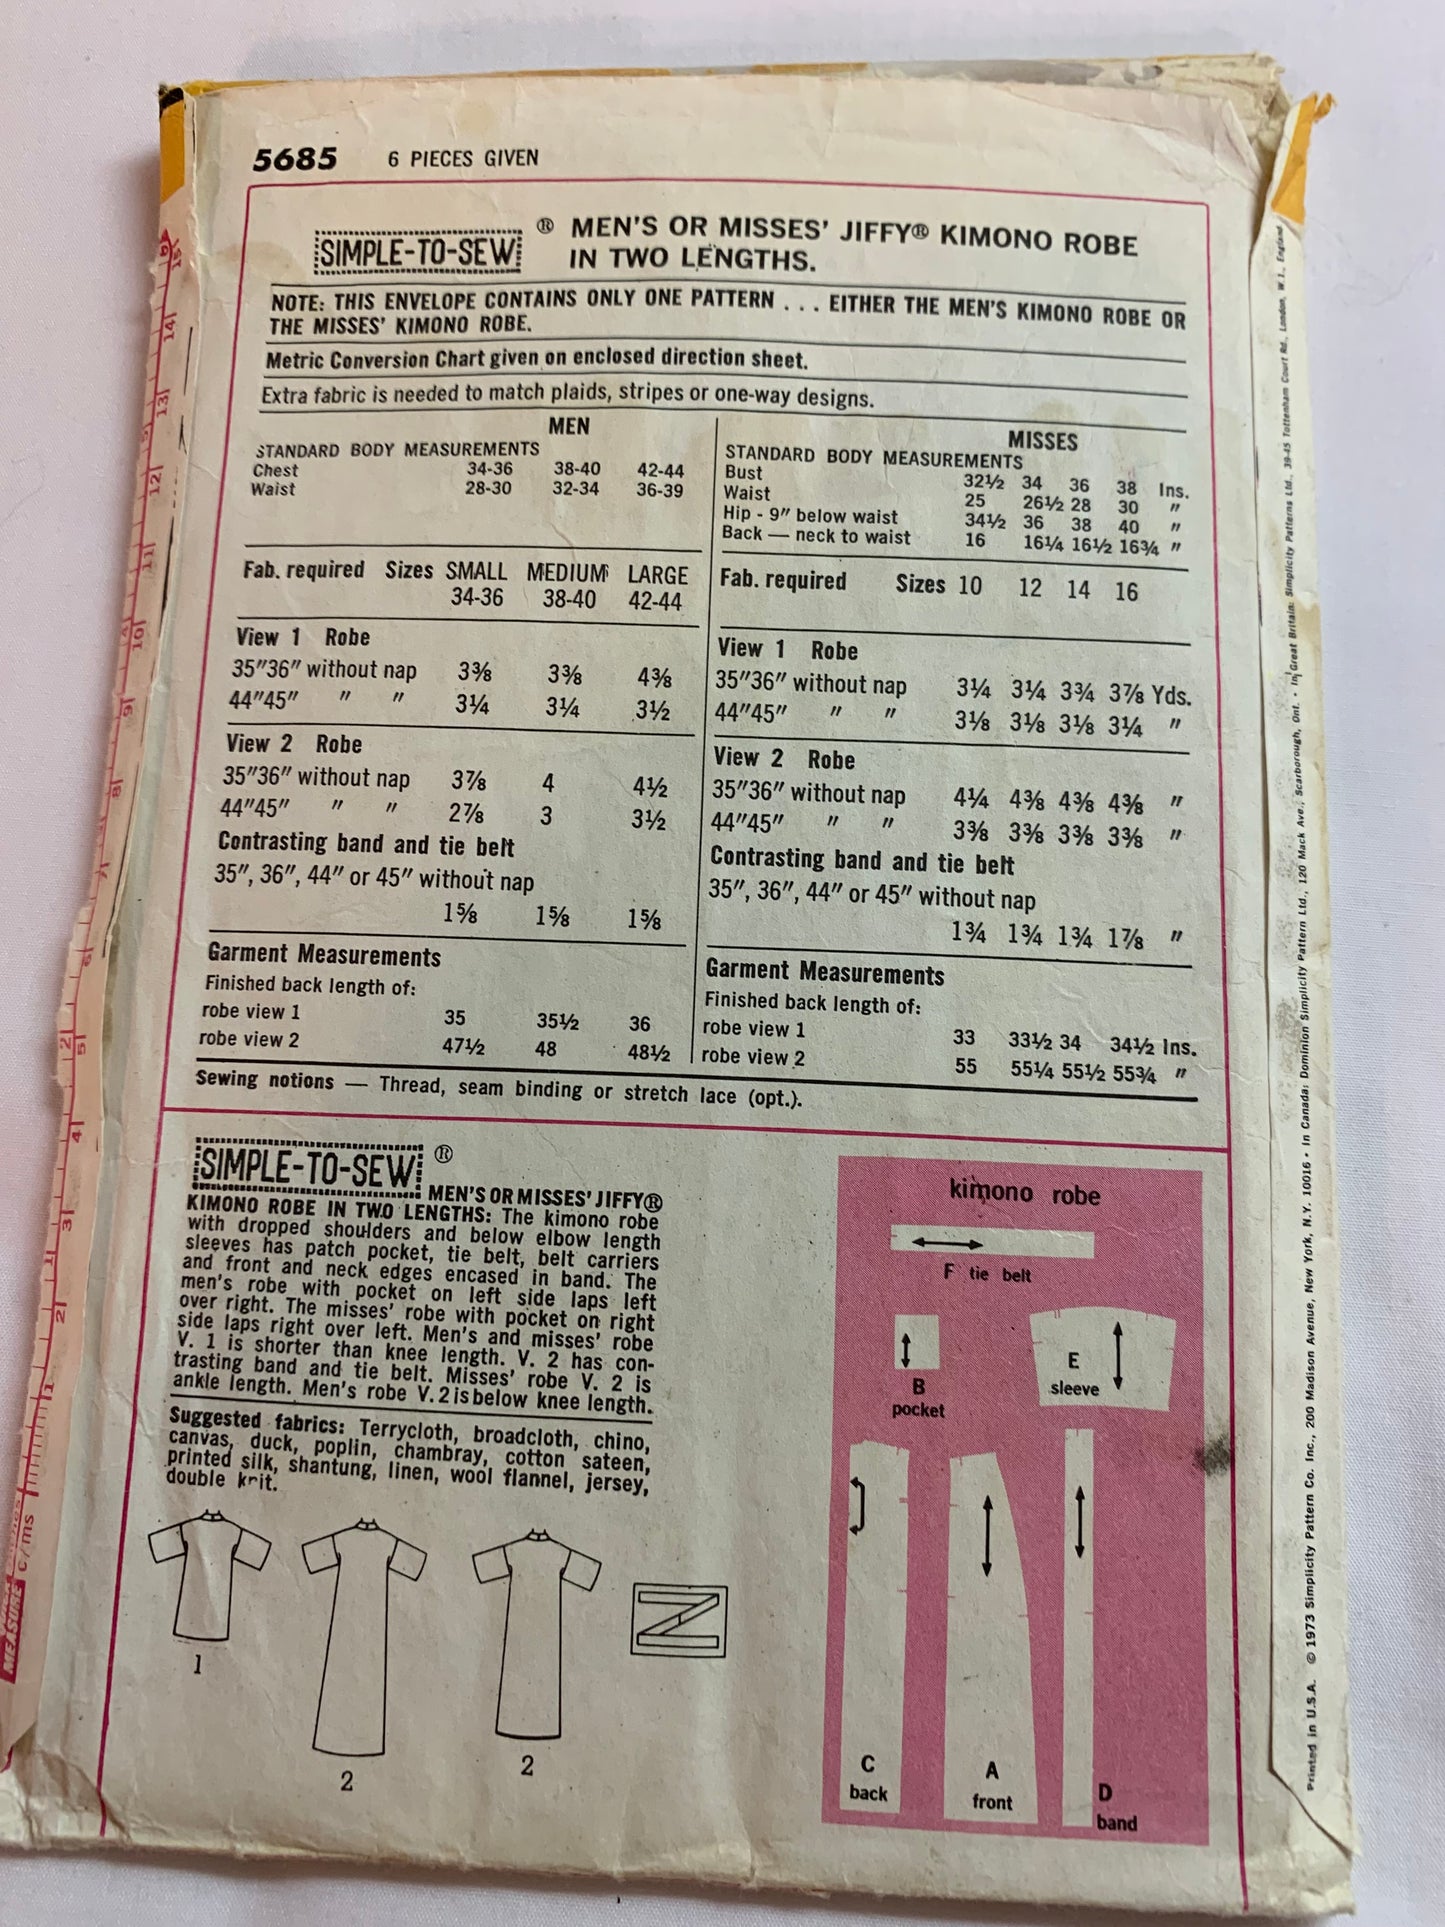 5685 6 PIECES GIVEN
SIMPLE-TO-SEW ® MEN'S OR MISSES' JIFFY® KIMONO ROBE
IN TWO LENGTHS.
NOTE: THIS ENVELOPE CONTAINS ONLY ONE PATTERN . . . EITHER THE MEN'S KIMONO ROBE OR
THE MISSES' KIMONO ROBE.
Metric Conversion Chart given on enclosed direction sheet.
Extra fabric is needed to match plaids, stripes or one-way designs.
MEN
STANDARD BODY MEASUREMENTS
Chest 34-36 38-40 42-44
Waist 28-30 32-34 36-39
Fab. required Sizes SMALL MEDIUM LARGE
34-36 38-40 42-44
View 1 Robe
35"36" without nap 3⅜ 3⅜ 4⅜
44"45" " " 3¼ 3¼ 3½
View 2 Robe
35"36" without nap 3⅞ 4 4½
44"45" " " 2⅞ 3 3½
Contrasting band and tie belt
35", 36", 44" or 45" without nap
1⅝ 1⅝ 1⅝
Garment Measurements
Finished back length of:
robe view 1 35 35½ 36
robe view 2 47½ 48 48½
MISSES
STANDARD BODY MEASUREMENTS
Bust 32½ 34 36 38 Ins.
Waist 25 26½ 28 30 "
Hip - 9" below waist 34½ 36 38 40 "
Back — neck to waist 16 16¼ 16½ 16¾ "
Fab. required Sizes 10 12 14 16
View 1 Robe
35"36" without nap 3¼ 3¼ 3¾ 3⅞ Yds.
44"45" " " 3⅛ 3⅛ 3⅛ 3¼ "
View 2 Robe
35"36" without nap 4¼ 4⅜ 4⅜ 4⅜ "
44"45" " " 3⅜ 3⅜ 3⅜ 3⅜ "
Contrasting band and tie belt
35", 36", 44" or 45" without nap
1¾ 1¾ 1¾ 1⅞ "
Garment Measurements
Finished back length of:
robe view 1 33 33½ 34 34½ Ins.
robe view 2 55 55¼ 55½ 55¾ "
Sewing notions — Thread, seam binding or stretch lace (opt.).
SIMPLE-TO-SEW ®
MEN'S OR MISSES' JIFFY®
KIMONO ROBE IN TWO LENGTHS: The kimono robe
with dropped shoulders and below elbow length
sleeves has patch pocket, tie belt, belt carriers
and front and neck edges encased in band. The
men's robe with pocket on left side laps left
over right. The misses' robe with pocket on right
side laps right over left. Men's and misses' robe
V. 1 is shorter than knee length. V. 2 has con-
trasting band and tie belt. Misses' robe V. 2 is
ankle length. Men's robe V. 2 is below knee length.
Suggested fabrics: Terrycloth, broadcloth, chino,
canvas, duck, poplin, chambray, cotton sateen,
printed silk, shantung, linen, wool flannel, jersey,
double knit.
1
2
2
kimono robe
F tie belt
B
pocket
E
sleeve
C
back
A
front
D
band
Printed in U.S.A. © 1973 Simplicity Pattern Co. Inc., 200 Madison Avenue, New York, N.Y. 10016 • In Canada: Dominion Simplicity Pattern Ltd., 120 Mack Ave., Scarborough, Ont. • In Great Britain: Simplicity Patterns Ltd., 39-45 Tottenham Court Rd., London, W.1., England
15
14
13
12
11
10
9
8
7
6
5
4
3
2
1
2
1
MEASURE
c/ms